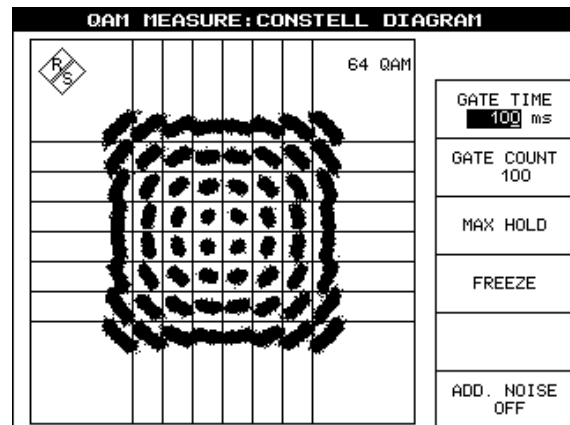 QAM MEASURE:CONSTELL DIAGRAM
R
S
64 QAM
GATE TIME
100 ms
GATE COUNT
100
MAX HOLD
FREEZE
ADD. NOISE
OFF